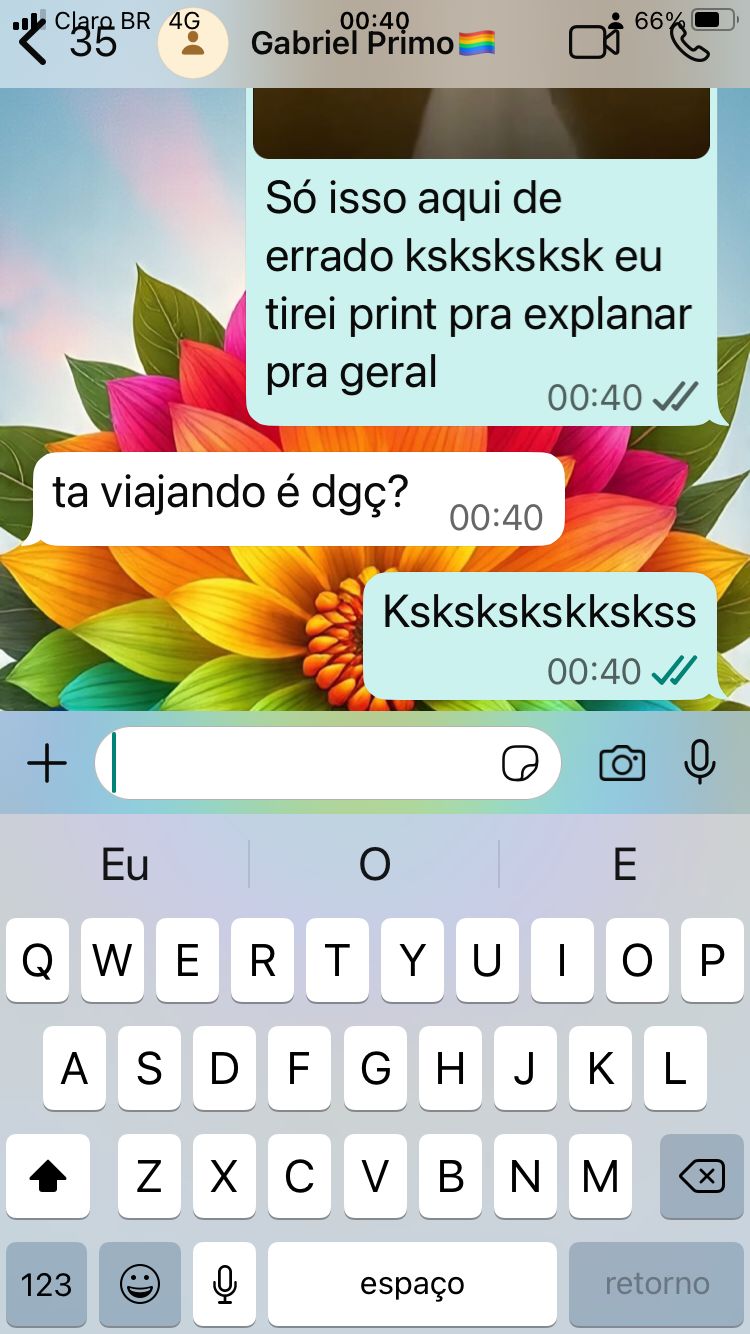 Claro BR 4G 00:40 66%
35 Gabriel Primo🏳️‍🌈
Só isso aqui de
errado ksksksksk eu
tirei print pra explanar
pra geral
00:40
ta viajando é dgç?
00:40
Kskskskskkskss
00:40
Eu O E
Q W E R T Y U I O P
A S D F G H J K L
Z X C V B N M
123 espaço retorno